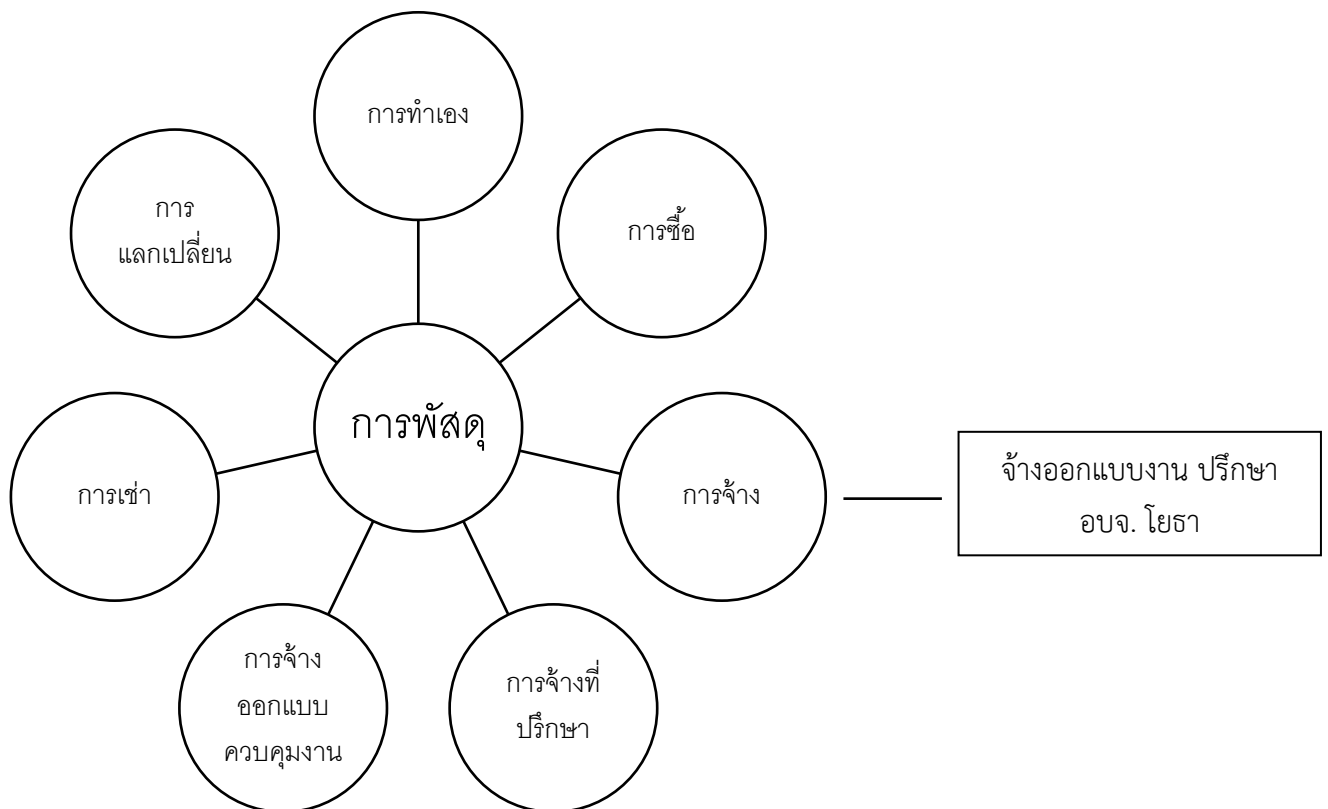 การทำเอง
การ
แลกเปลี่ยน
การซื้อ
การพัสดุ
การเช่า
การจ้าง
จ้างออกแบบงาน ปรึกษา
อบจ. โยธา
การจ้าง
ออกแบบ
ควบคุมงาน
การจ้างที่
ปรึกษา